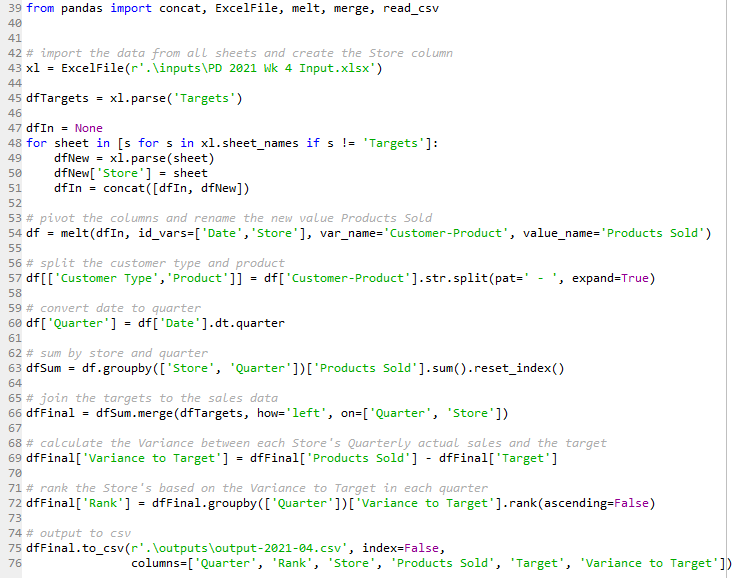 39 from pandas import concat, ExcelFile, melt, merge, read_csv
40
41
42 # import the data from all sheets and create the Store column
43 xl = ExcelFile(r'.\inputs\PD 2021 Wk 4 Input.xlsx')
44
45 dfTargets = xl.parse('Targets')
46
47 dfIn = None
48 for sheet in [s for s in xl.sheet_names if s != 'Targets']:
49     dfNew = xl.parse(sheet)
50     dfNew['Store'] = sheet
51     dfIn = concat([dfIn, dfNew])
52
53 # pivot the columns and rename the new value Products Sold
54 df = melt(dfIn, id_vars=['Date','Store'], var_name='Customer-Product', value_name='Products Sold')
55
56 # split the customer type and product
57 df[['Customer Type','Product']] = df['Customer-Product'].str.split(pat=' - ', expand=True)
58
59 # convert date to quarter
60 df['Quarter'] = df['Date'].dt.quarter
61
62 # sum by store and quarter
63 dfSum = df.groupby(['Store', 'Quarter'])['Products Sold'].sum().reset_index()
64
65 # join the targets to the sales data
66 dfFinal = dfSum.merge(dfTargets, how='left', on=['Quarter', 'Store'])
67
68 # calculate the Variance between each Store's Quarterly actual sales and the target
69 dfFinal['Variance to Target'] = dfFinal['Products Sold'] - dfFinal['Target']
70
71 # rank the Store's based on the Variance to Target in each quarter
72 dfFinal['Rank'] = dfFinal.groupby(['Quarter'])['Variance to Target'].rank(ascending=False)
73
74 # output to csv
75 dfFinal.to_csv(r'.\outputs\output-2021-04.csv', index=False,
76                columns=['Quarter', 'Rank', 'Store', 'Products Sold', 'Target', 'Variance to Target'])